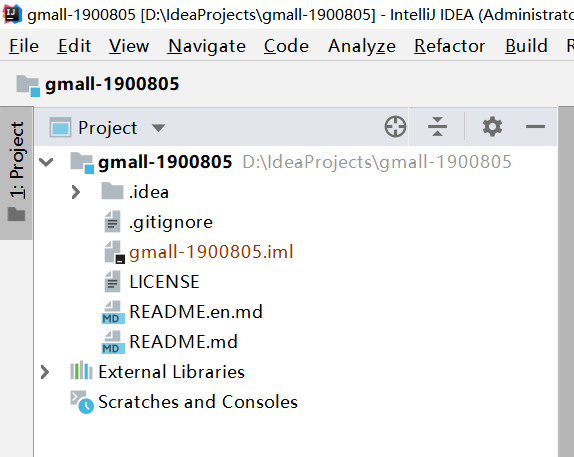 gmall-1900805 [D:\IdeaProjects\gmall-1900805] - IntelliJ IDEA (Administrato
File Edit View Navigate Code Analyze Refactor Build R
gmall-1900805
1: Project
Project
gmall-1900805 D:\IdeaProjects\gmall-1900805
.idea
.gitignore
gmall-1900805.iml
LICENSE
MD README.en.md
MD README.md
External Libraries
Scratches and Consoles